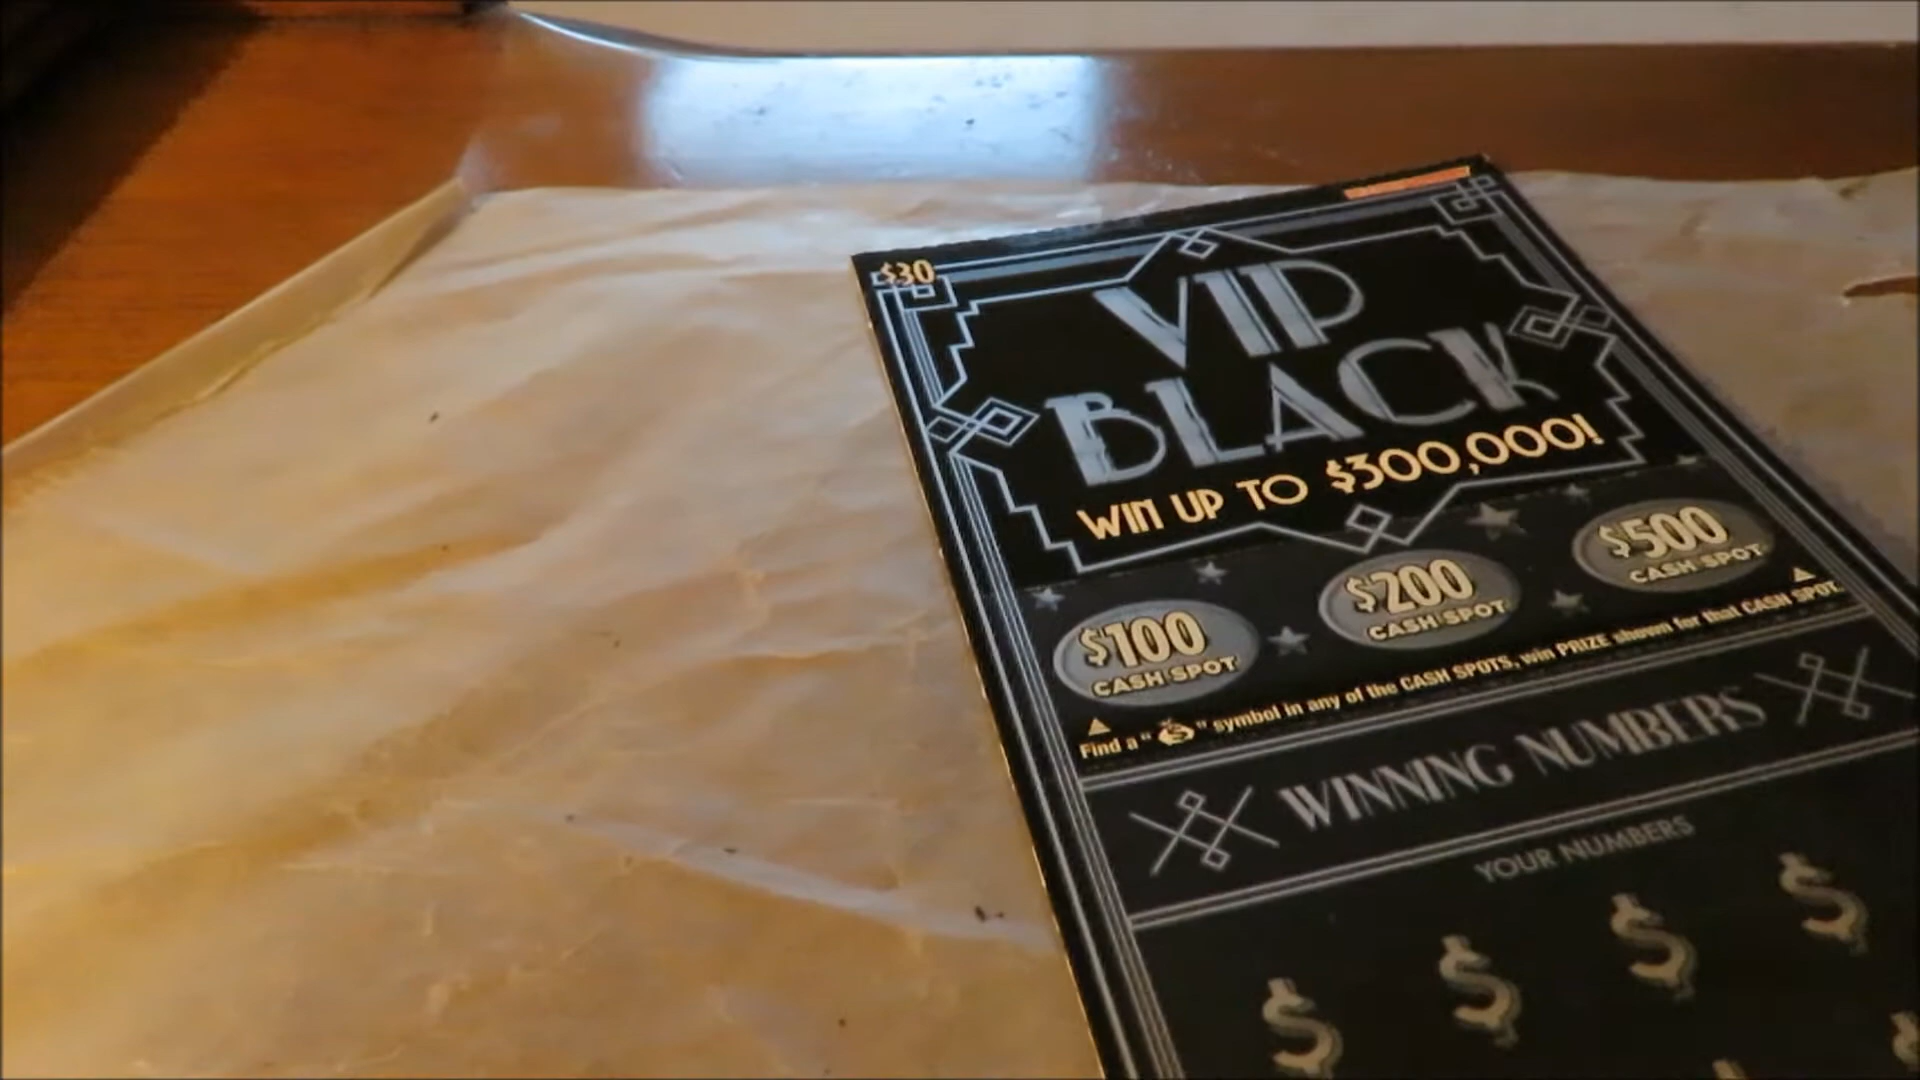 $30
VIP
BLACK
WIN UP TO $300,000!
$100
CASH SPOT
$200
CASH SPOT
$500
CASH SPOT
Find a " " symbol in any of the CASH SPOTS, win PRIZE shown for that CASH SPOT.
WINNING NUMBERS
YOUR NUMBERS
$ $ $ $